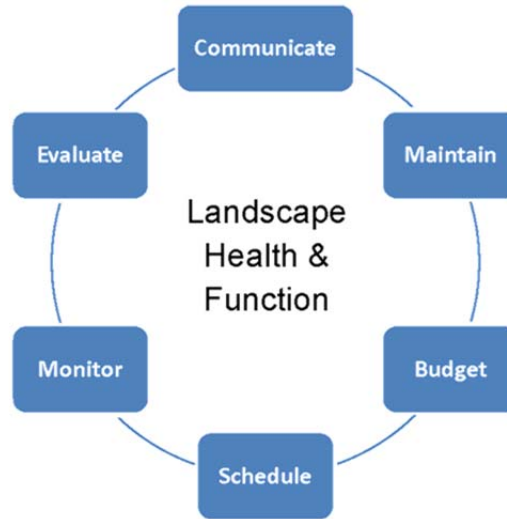 Communicate
Evaluate
Maintain
Landscape
Health &
Function
Monitor
Budget
Schedule